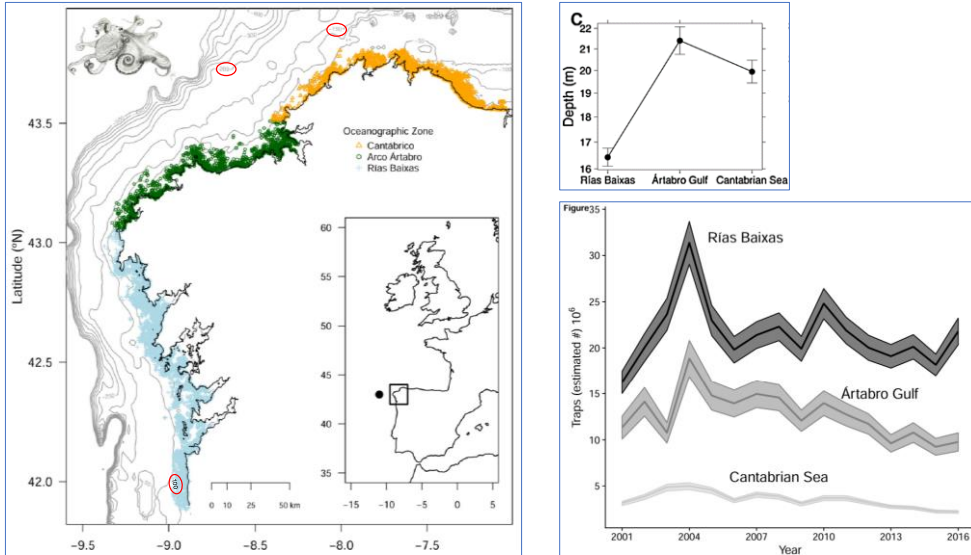 43.5
43.0
42.5
42.0
Latitude (ºN)
Oceanographic Zone
Cantábrico
Arco Ártabro
Rías Baixas
60
55
50
45
40
35
−15
−10
−5
0
5
0
10
20
30
50 km
−9.5
−9.0
−8.5
−8.0
−7.5
−7.0
C
22
21
20
19
17
16
Depth (m)
Rías Baixas
Ártabro Gulf
Cantabrian Sea
Figure
35
30
25
20
15
10
5
Traps (estimated #) 10⁶
Rías Baixas
Ártabro Gulf
Cantabrian Sea
2001
2004
2007
2010
2013
2016
Year